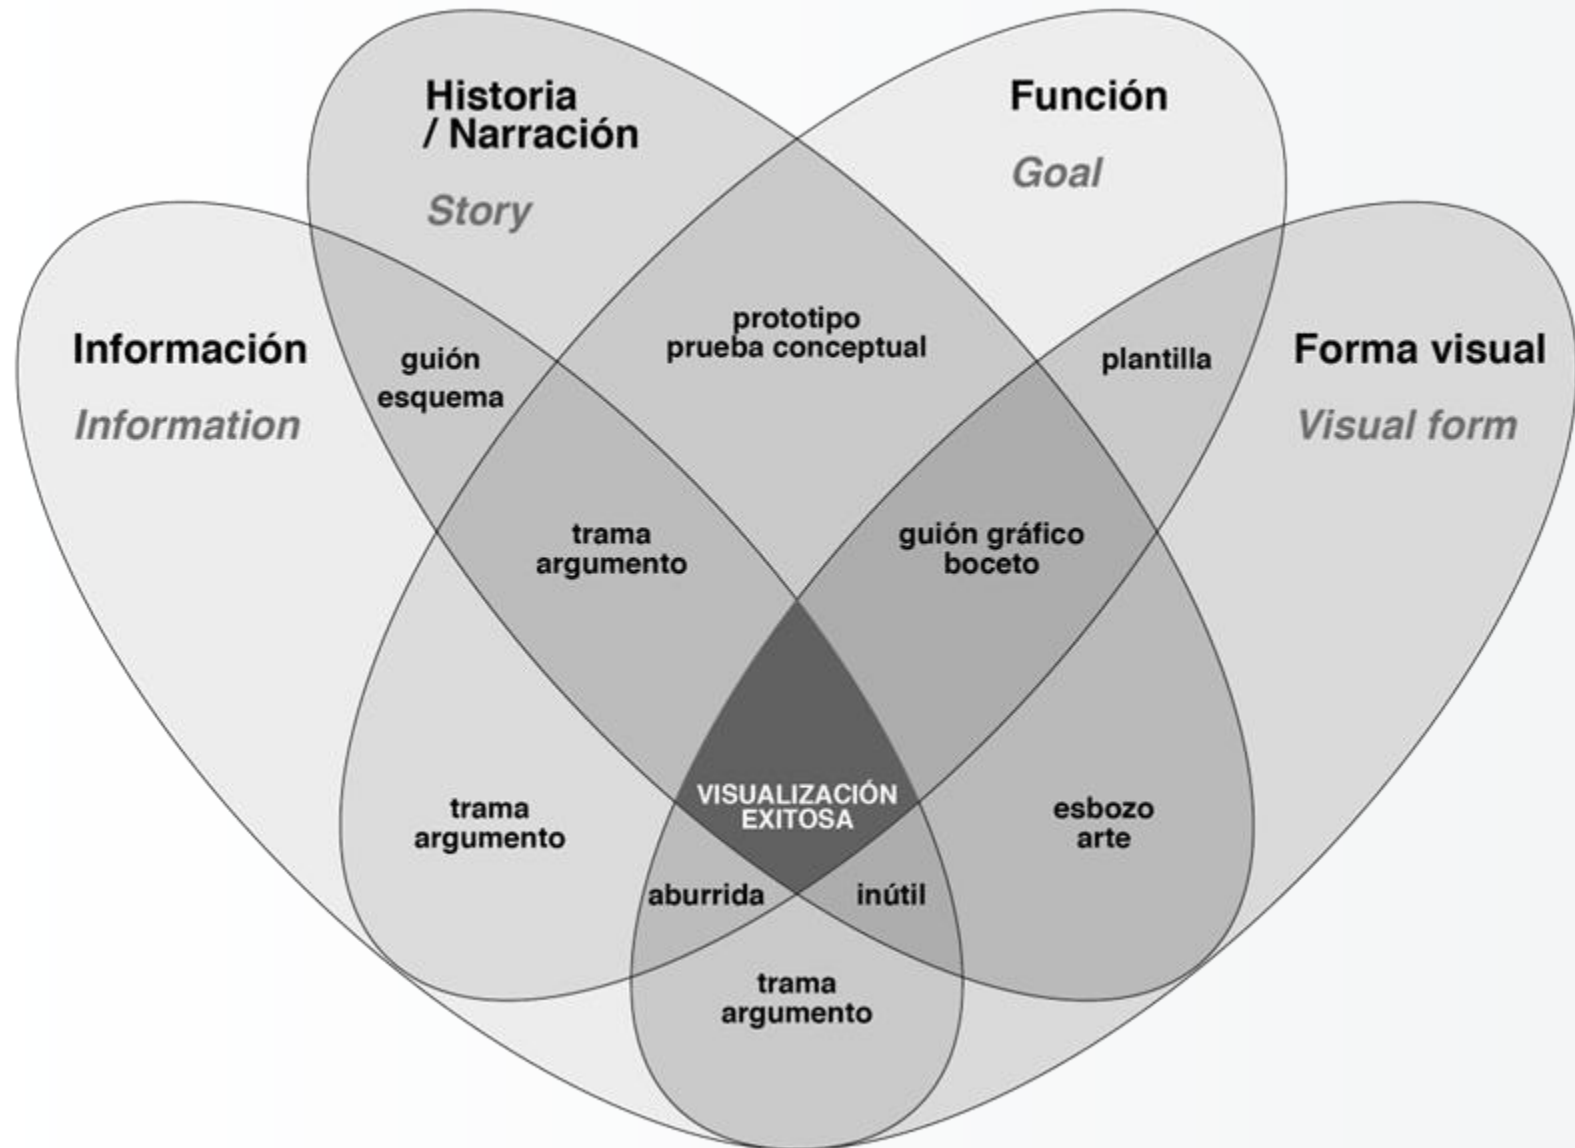 Historia
/ Narración
Story
Función
Goal
Información
Information
Forma visual
Visual form
guión
esquema
prototipo
prueba conceptual
plantilla
trama
argumento
guión gráfico
boceto
trama
argumento
VISUALIZACIÓN
EXITOSA
esbozo
arte
aburrida
inútil
trama
argumento